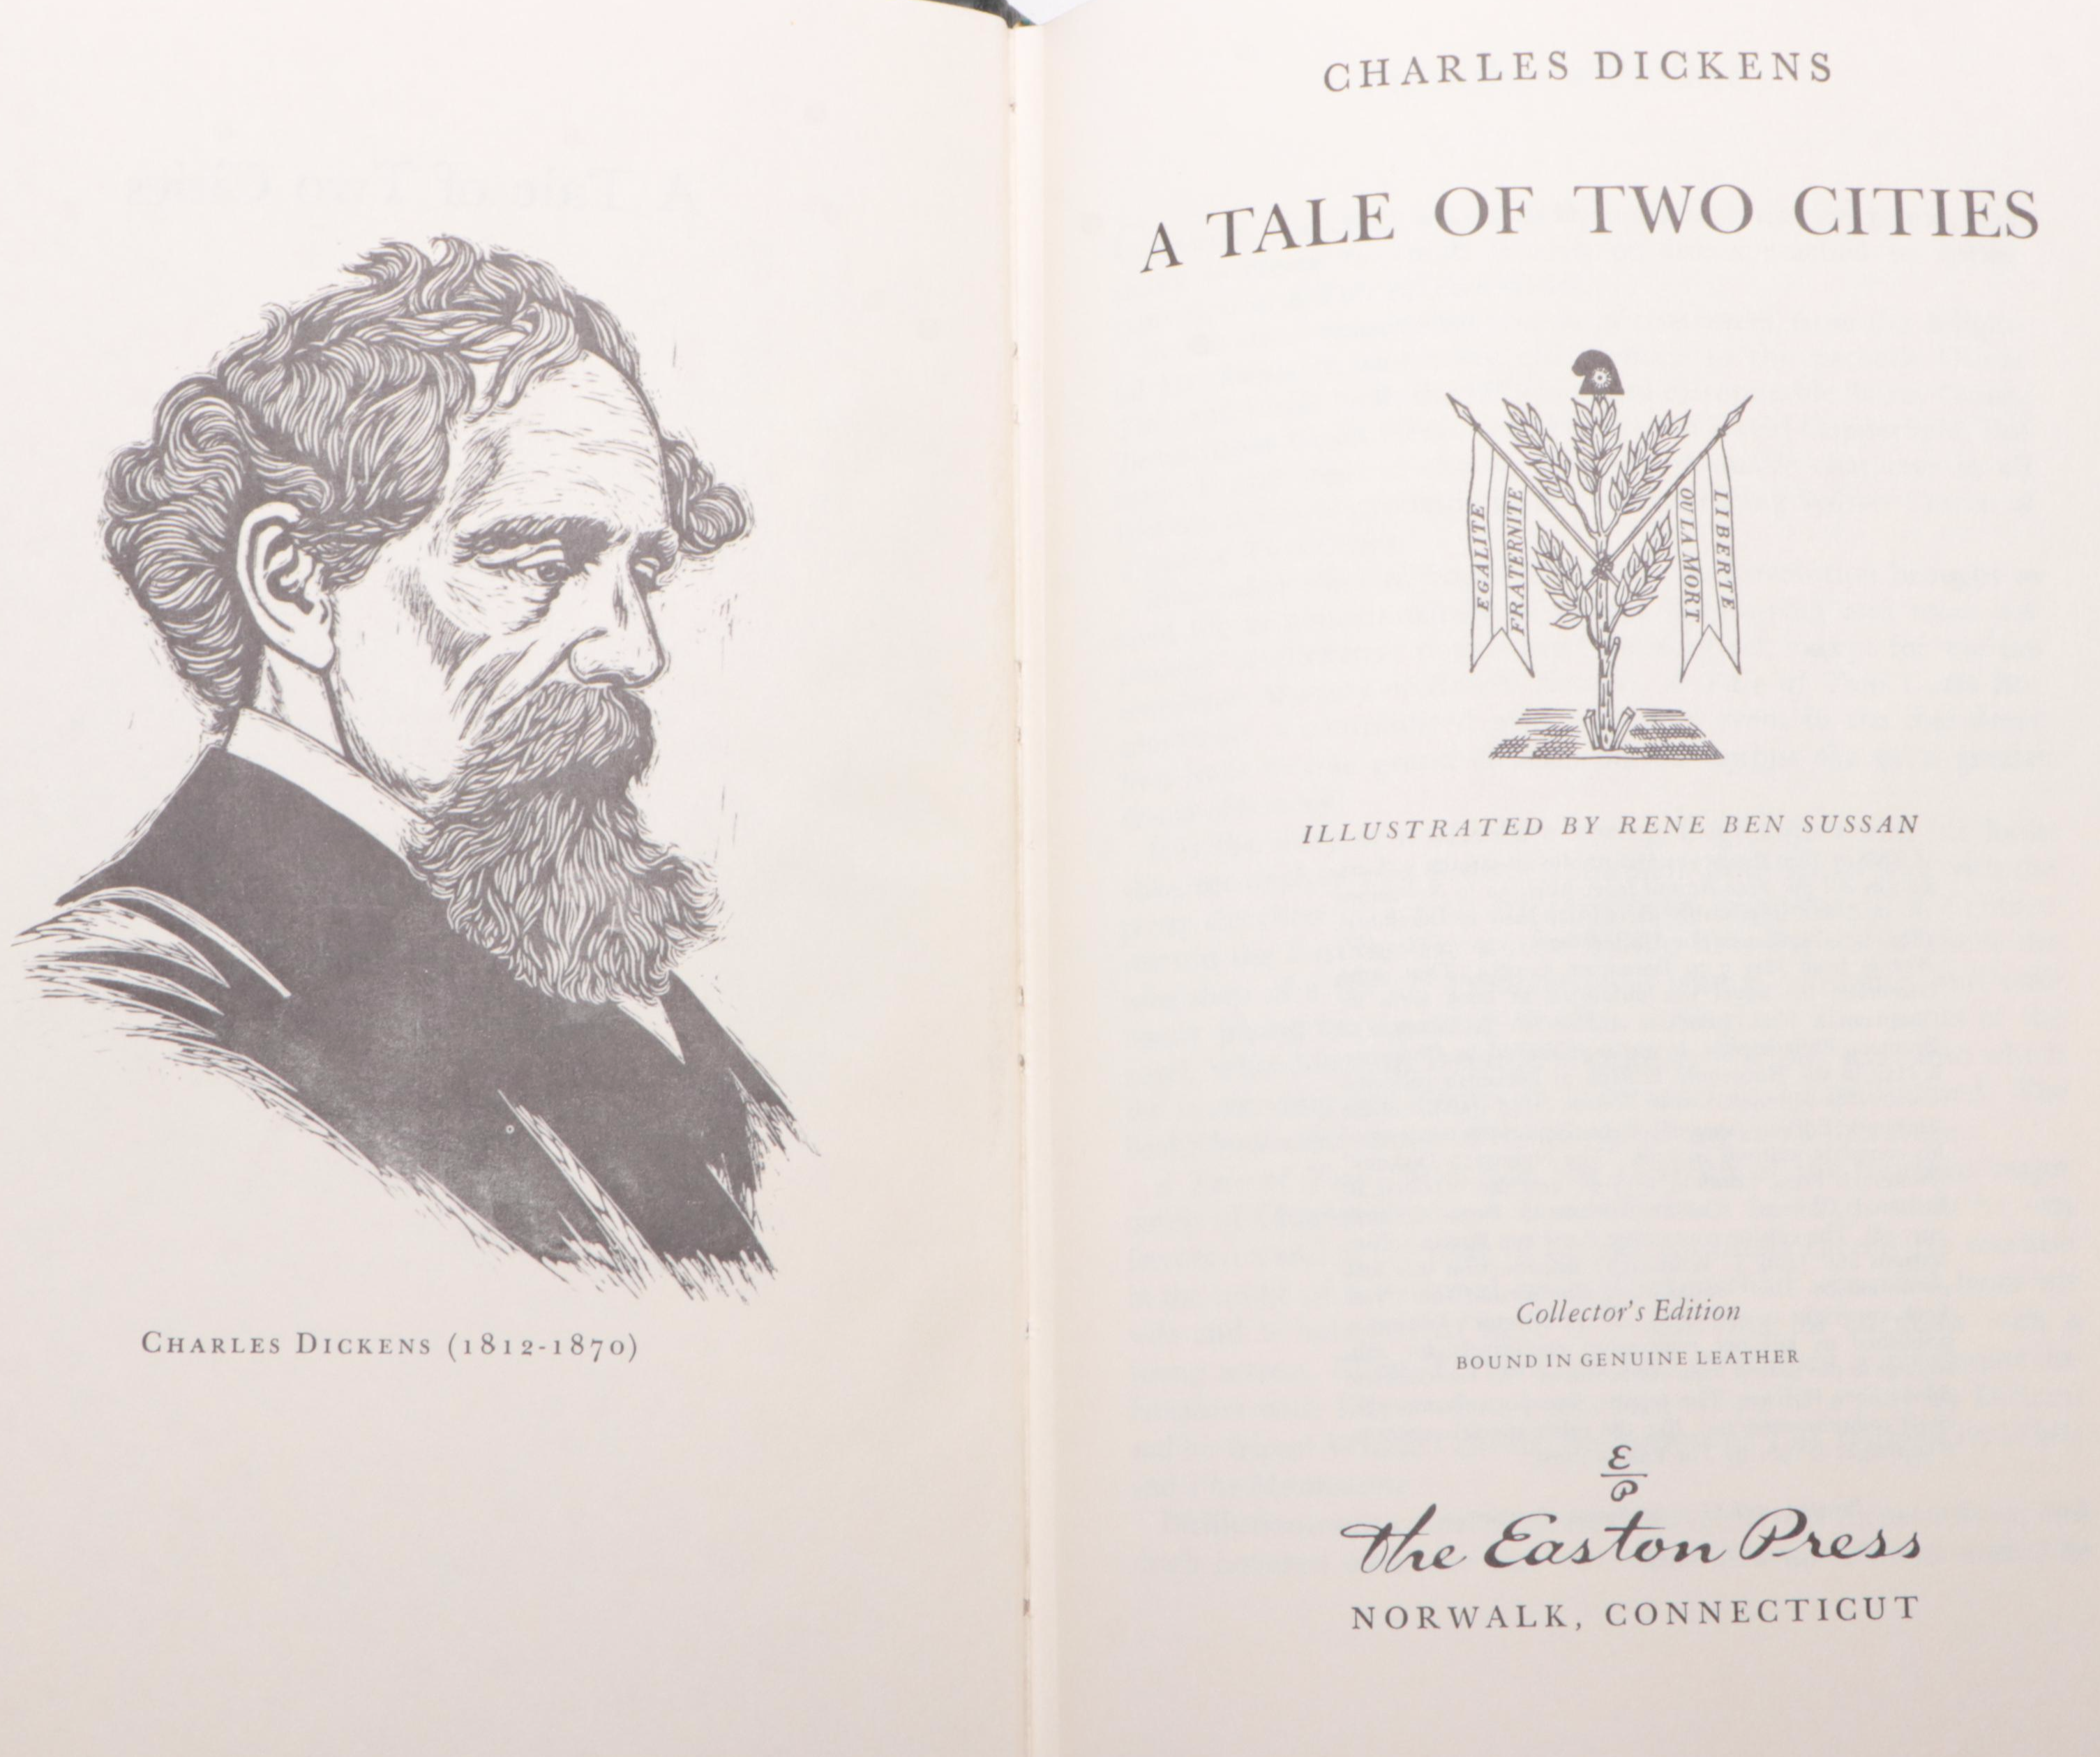 CHARLES DICKENS (1812-1870)
CHARLES DICKENS
A TALE OF TWO CITIES
EGALITE
FRATERNITE
OU LA MORT
LIBERTE
ILLUSTRATED BY RENE BEN SUSSAN
Collector's Edition
BOUND IN GENUINE LEATHER
E
P
The Easton Press
NORWALK, CONNECTICUT